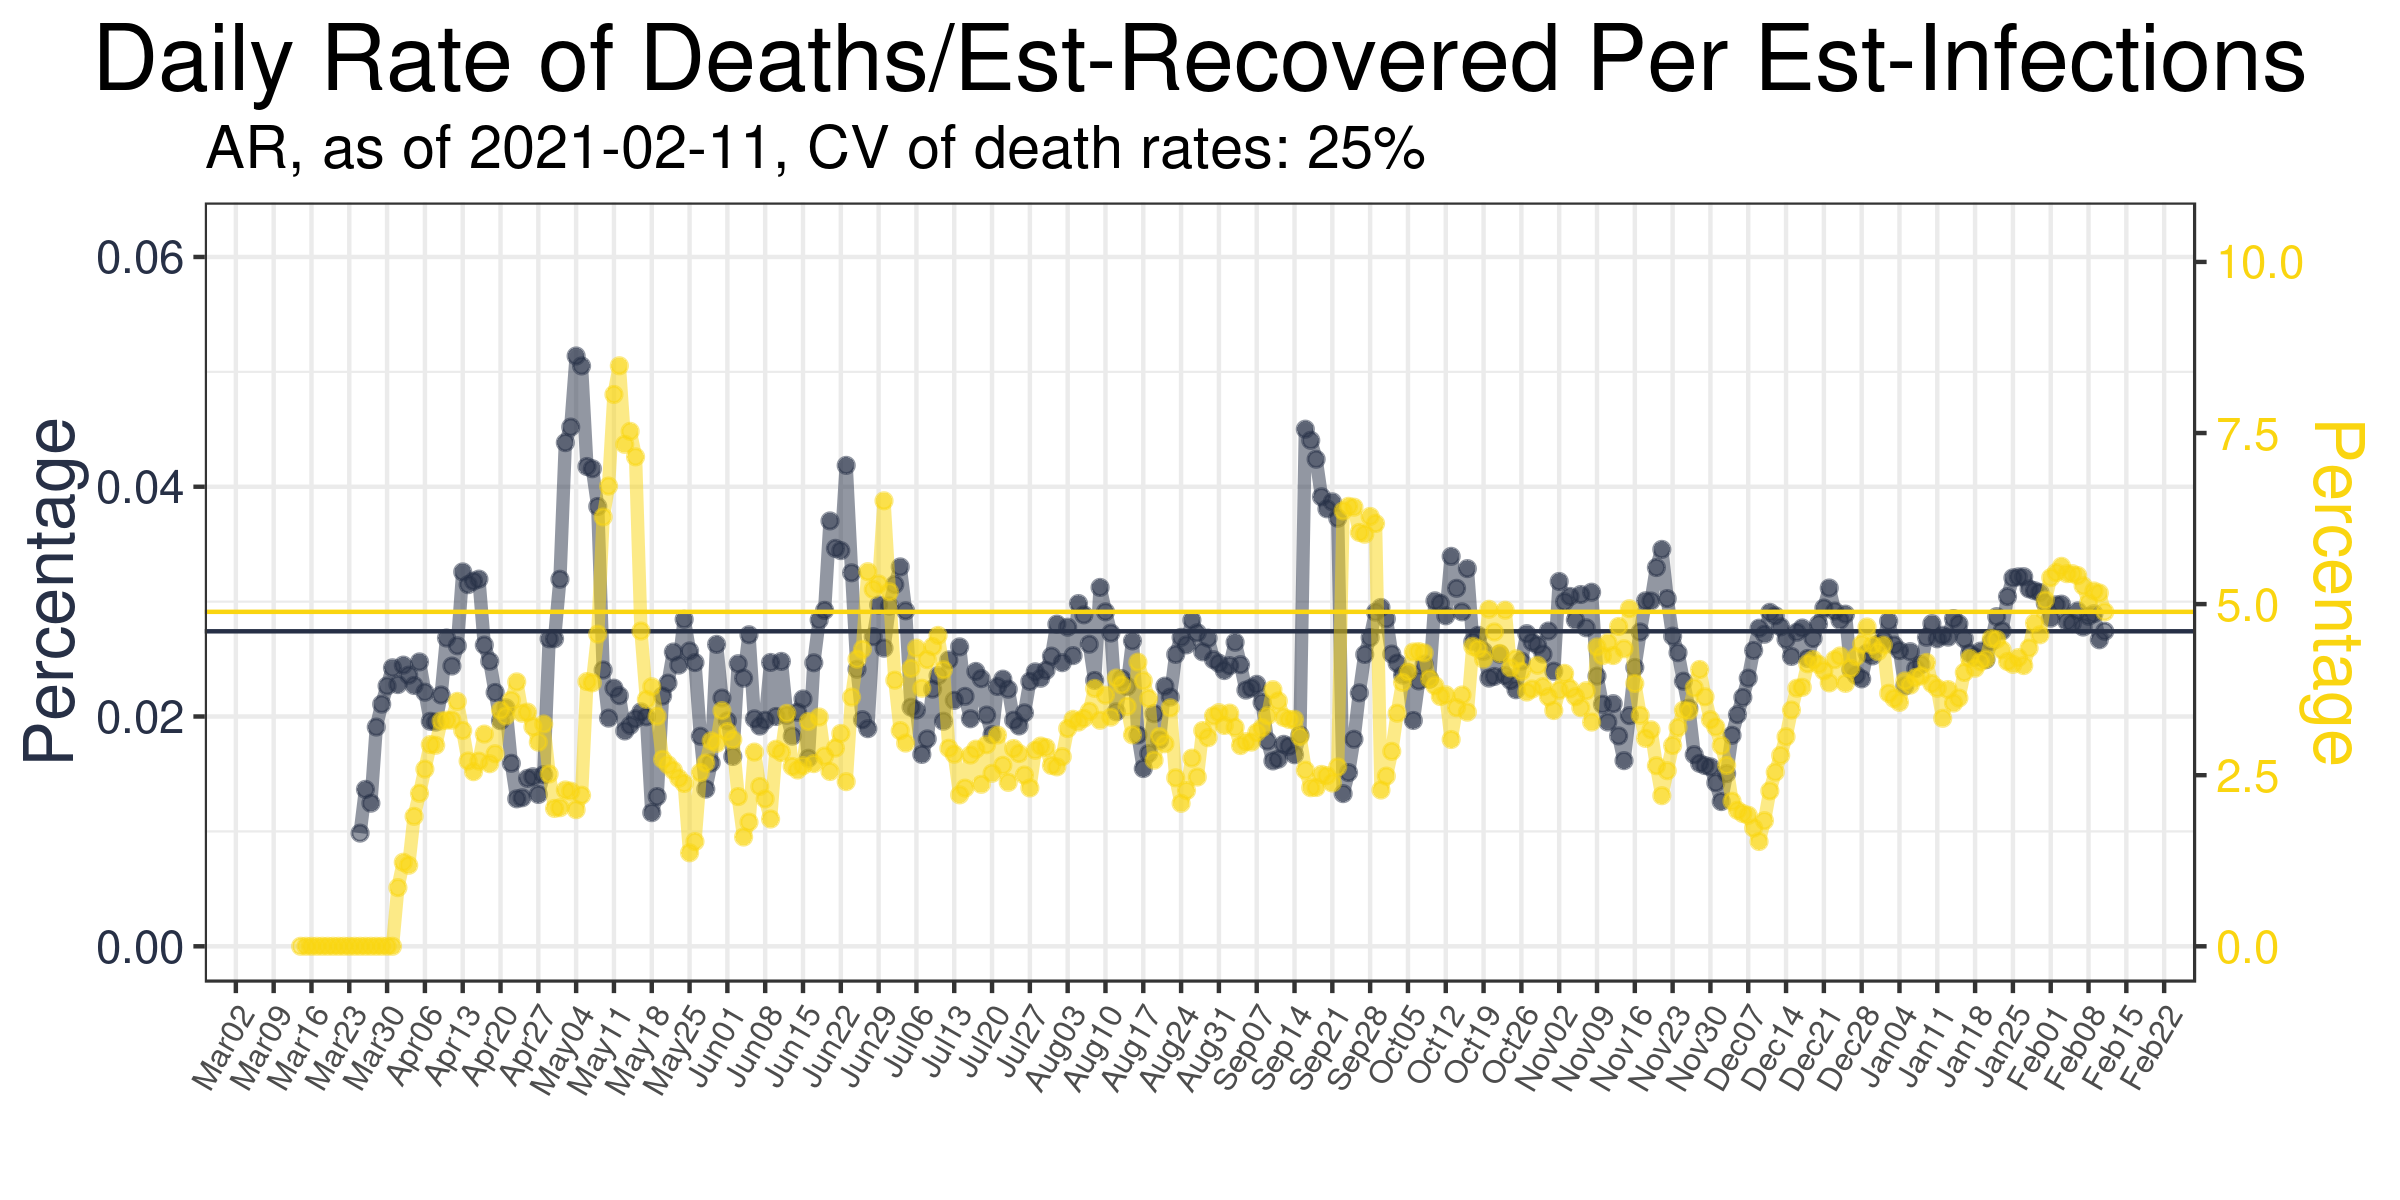 Daily Rate of Deaths/Est-Recovered Per Est-Infections
AR, as of 2021-02-11, CV of death rates: 25%
Percentage
0.06
0.04
0.02
0.00
10.0
7.5
5.0
2.5
0.0
Percentage
Mar02
Mar09
Mar16
Mar23
Mar30
Apr06
Apr13
Apr20
Apr27
May04
May11
May18
May25
Jun01
Jun08
Jun15
Jun22
Jun29
Jul06
Jul13
Jul20
Jul27
Aug03
Aug10
Aug17
Aug24
Aug31
Sep07
Sep14
Sep21
Sep28
Oct05
Oct12
Oct19
Oct26
Nov02
Nov09
Nov16
Nov23
Nov30
Dec07
Dec14
Dec21
Dec28
Jan04
Jan11
Jan18
Jan25
Feb01
Feb08
Feb15
Feb22